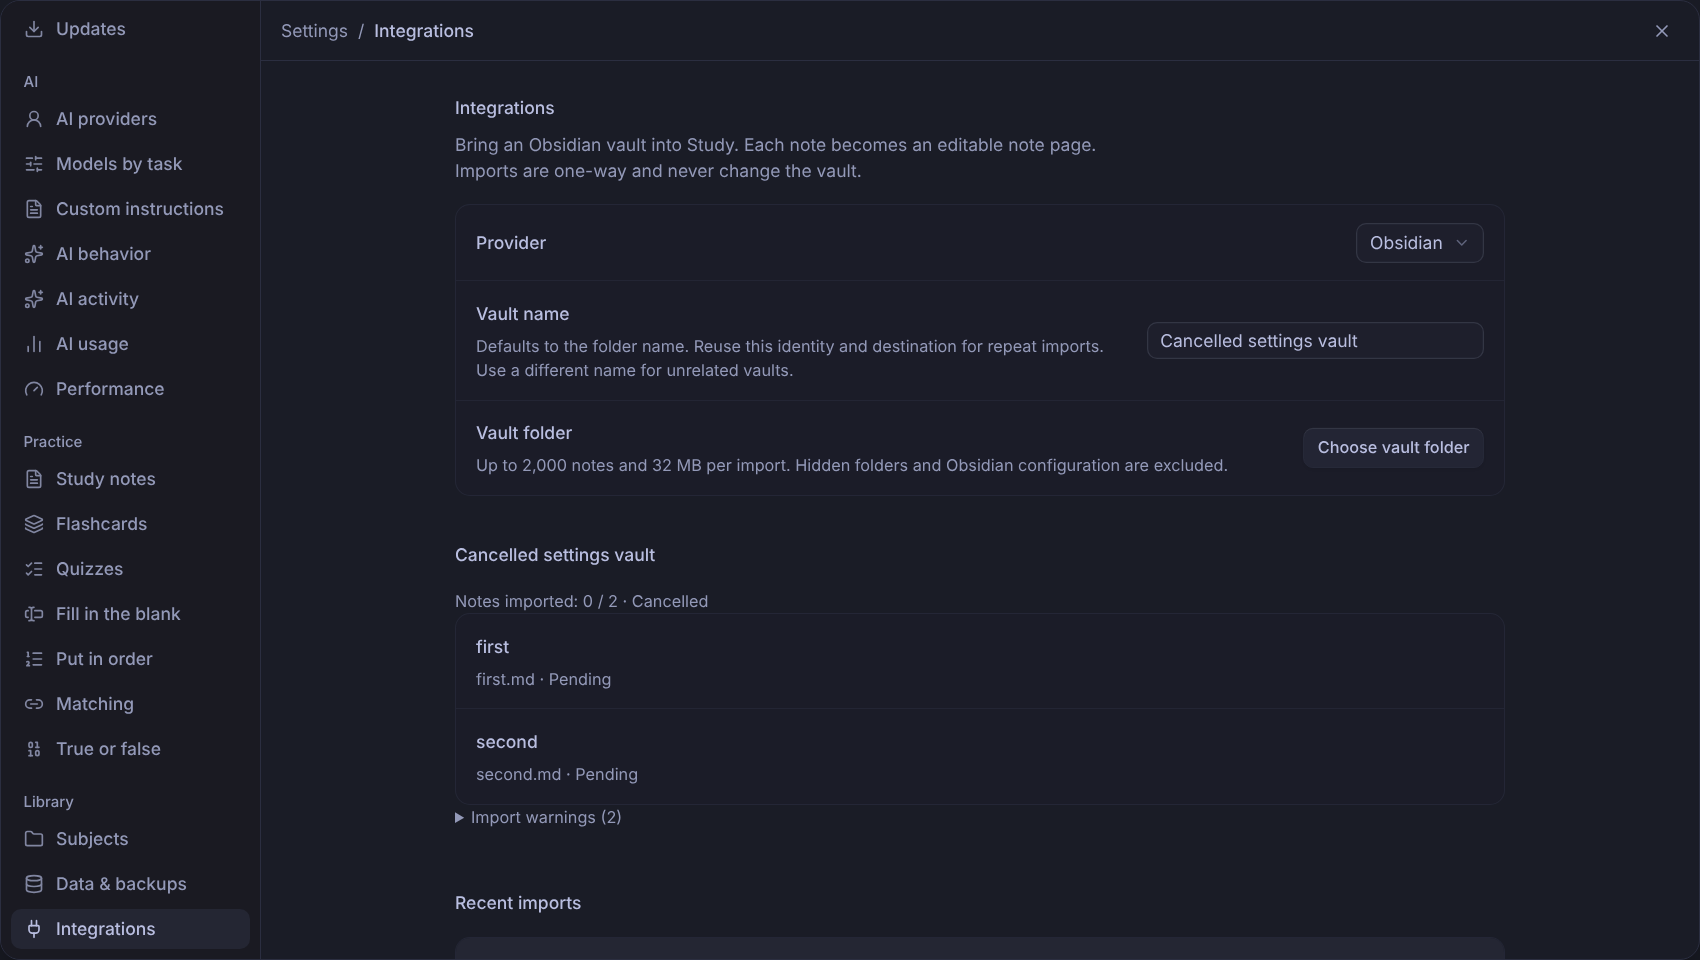 Updates
AI
AI providers
Models by task
Custom instructions
AI behavior
AI activity
AI usage
Performance
Practice
Study notes
Flashcards
Quizzes
Fill in the blank
Put in order
Matching
True or false
Library
Subjects
Data & backups
Integrations
Settings / Integrations
Integrations
Bring an Obsidian vault into Study. Each note becomes an editable note page.
Imports are one-way and never change the vault.
Provider
Obsidian
Vault name
Defaults to the folder name. Reuse this identity and destination for repeat imports.
Use a different name for unrelated vaults.
Cancelled settings vault
Vault folder
Up to 2,000 notes and 32 MB per import. Hidden folders and Obsidian configuration are excluded.
Choose vault folder
Cancelled settings vault
Notes imported: 0 / 2 · Cancelled
first
first.md · Pending
second
second.md · Pending
Import warnings (2)
Recent imports